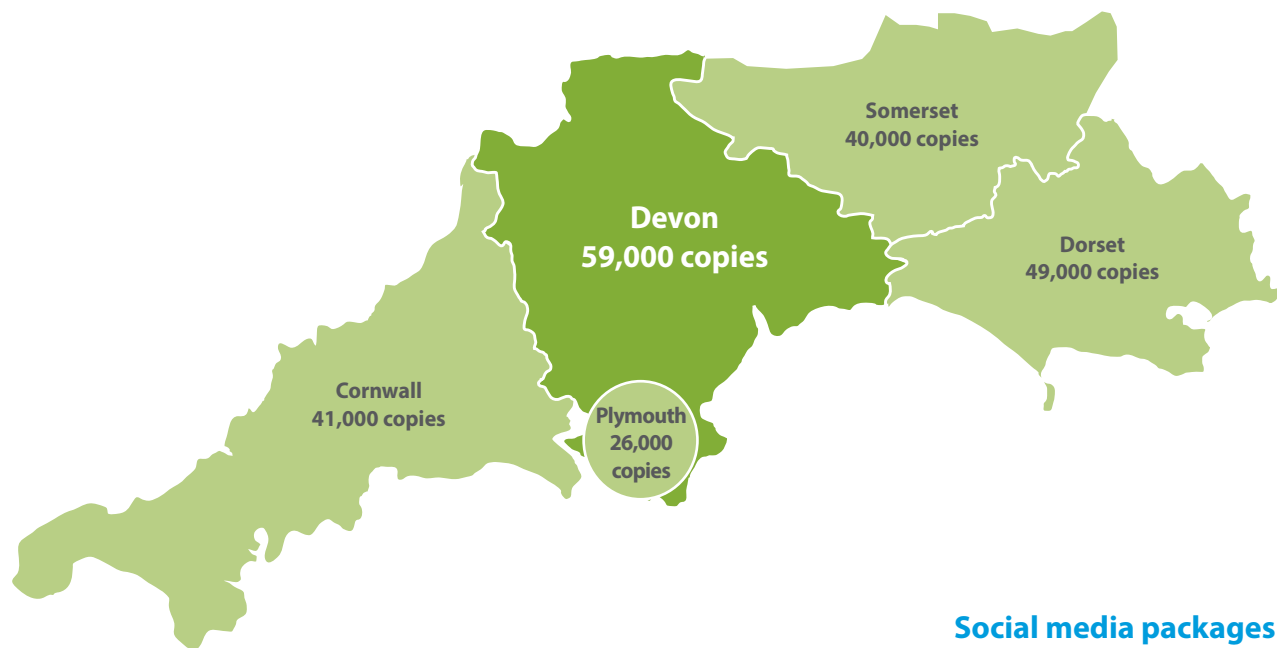 Somerset
40,000 copies
Devon
59,000 copies
Dorset
49,000 copies
Cornwall
41,000 copies
Plymouth
26,000
copies
Social media packages